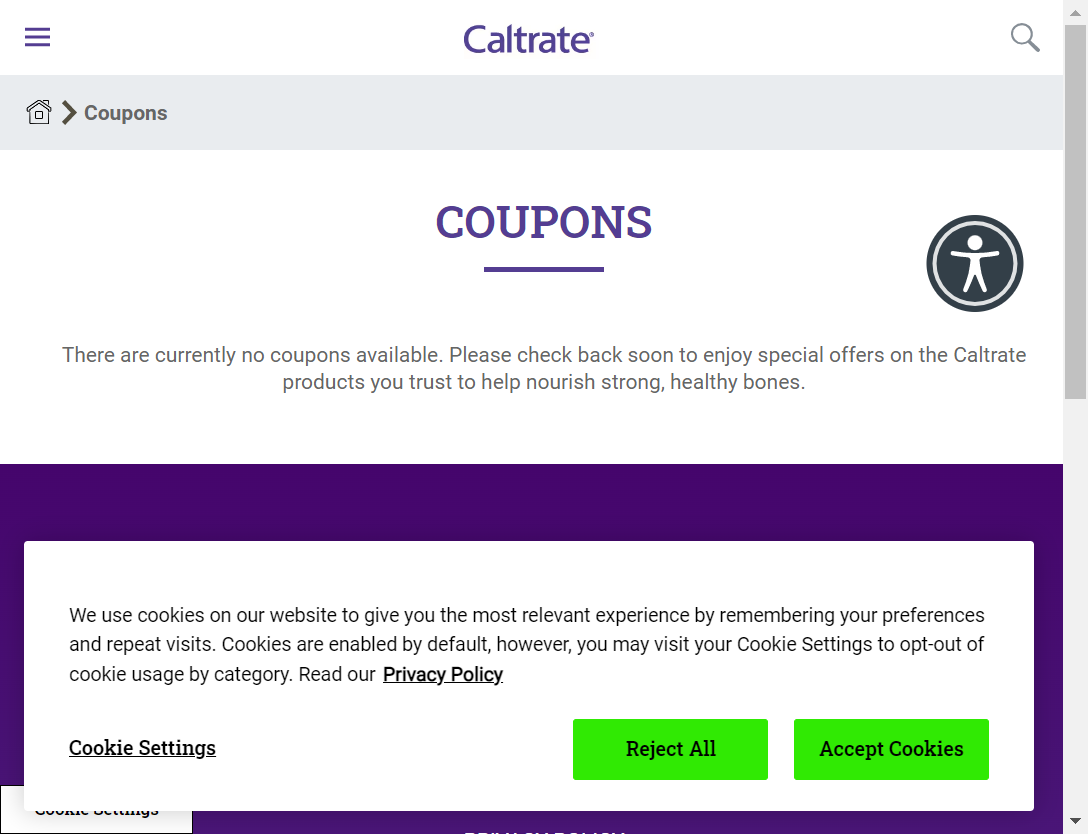 Caltrate®
Coupons
COUPONS
There are currently no coupons available. Please check back soon to enjoy special offers on the Caltrate
products you trust to help nourish strong, healthy bones.
We use cookies on our website to give you the most relevant experience by remembering your preferences
and repeat visits. Cookies are enabled by default, however, you may visit your Cookie Settings to opt-out of
cookie usage by category. Read our Privacy Policy
Cookie Settings
Reject All
Accept Cookies
Cookie Settings
PRIVACY POLICY